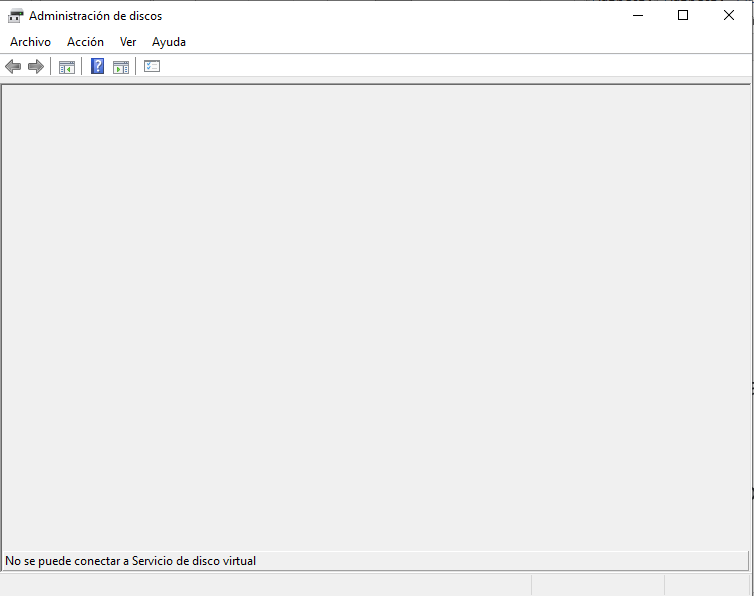 Administración de discos
Archivo Acción Ver Ayuda
?
No se puede conectar a Servicio de disco virtual